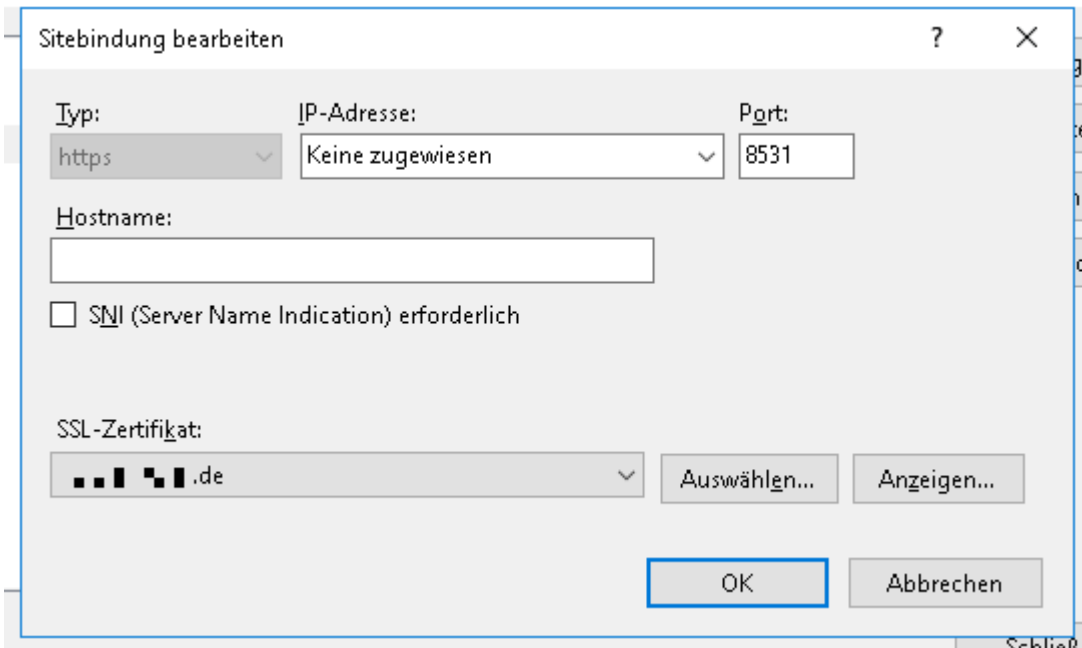 Sitebindung bearbeiten ? ×
Typ: IP-Adresse: Port:
https Keine zugewiesen 8531
Hostname:
SNI (Server Name Indication) erforderlich
SSL-Zertifikat:
.de Auswählen... Anzeigen...
OK Abbrechen